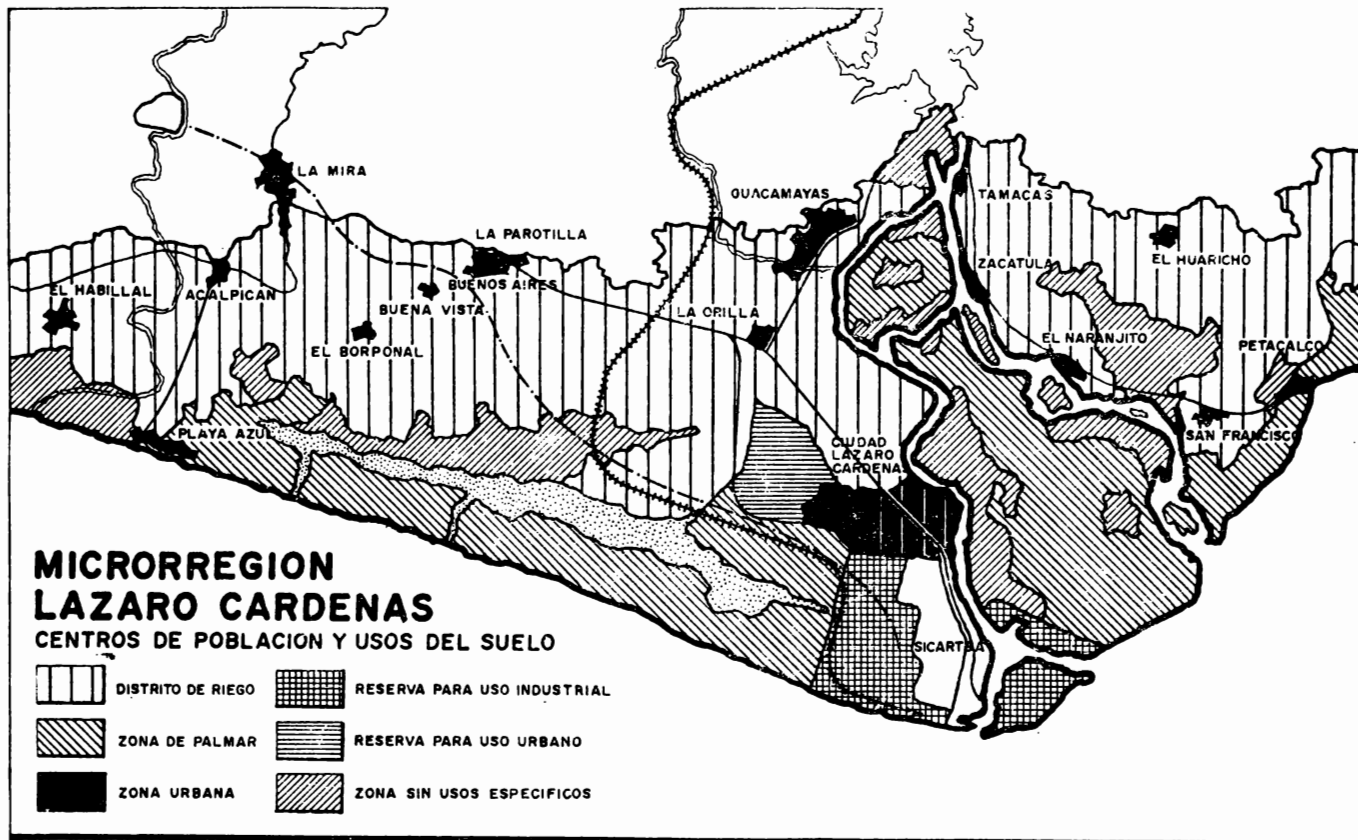 LA MIRA
GUACAMAYAS
TAMACAS
LA PAROTILLA
EL HUARICHO
ZACATULA
EL HABILLAL
ACALPICAN
BUENOS AIRES
BUENA VISTA
LA ORILLA
EL NARANJITO
PETACALCO
EL BORPONAL
PLAYA AZUL
CIUDAD
LAZARO
CARDENAS
SAN FRANCISCO
SICARTSA
MICRORREGION
LAZARO CARDENAS
CENTROS DE POBLACION Y USOS DEL SUELO
DISTRITO DE RIEGO
RESERVA PARA USO INDUSTRIAL
ZONA DE PALMAR
RESERVA PARA USO URBANO
ZONA URBANA
ZONA SIN USOS ESPECIFICOS